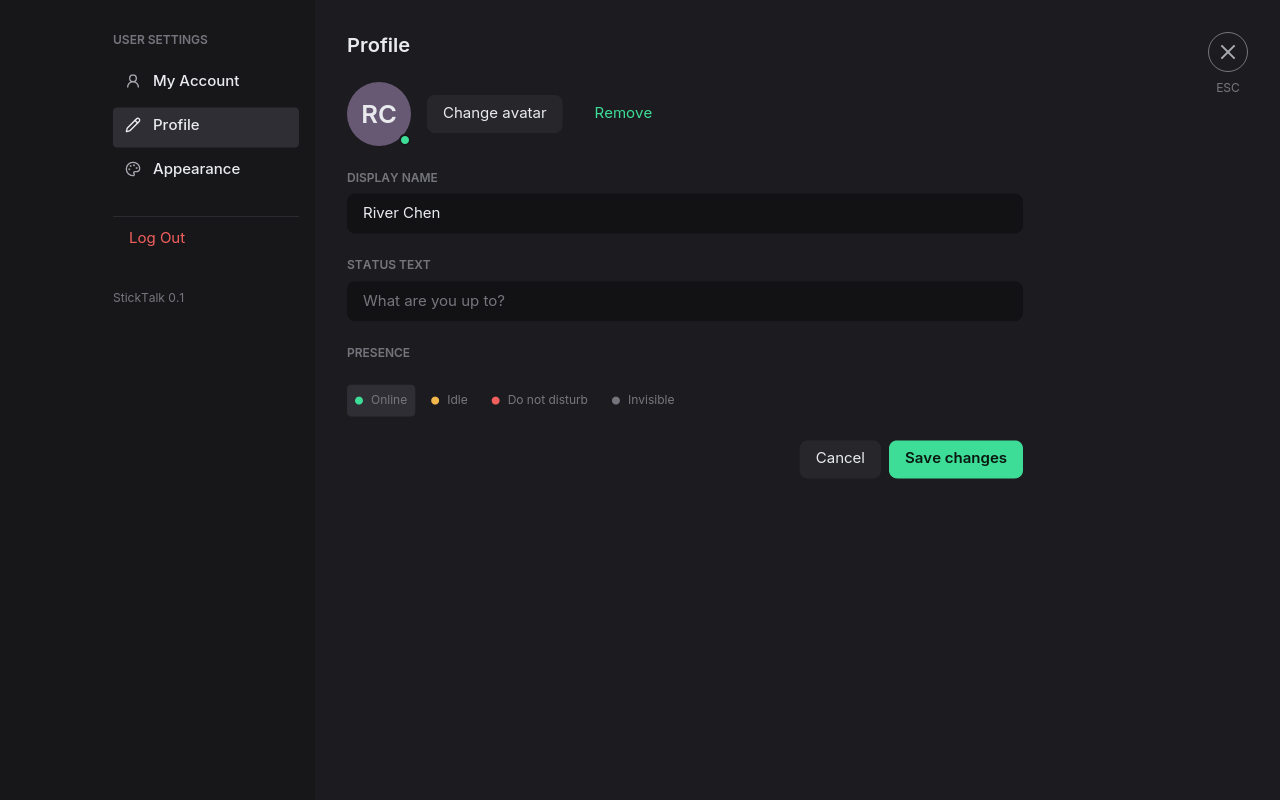 USER SETTINGS
My Account
Profile
Appearance
Log Out
StickTalk 0.1
Profile
RC
Change avatar
Remove
DISPLAY NAME
River Chen
STATUS TEXT
What are you up to?
PRESENCE
Online
Idle
Do not disturb
Invisible
Cancel
Save changes
ESC